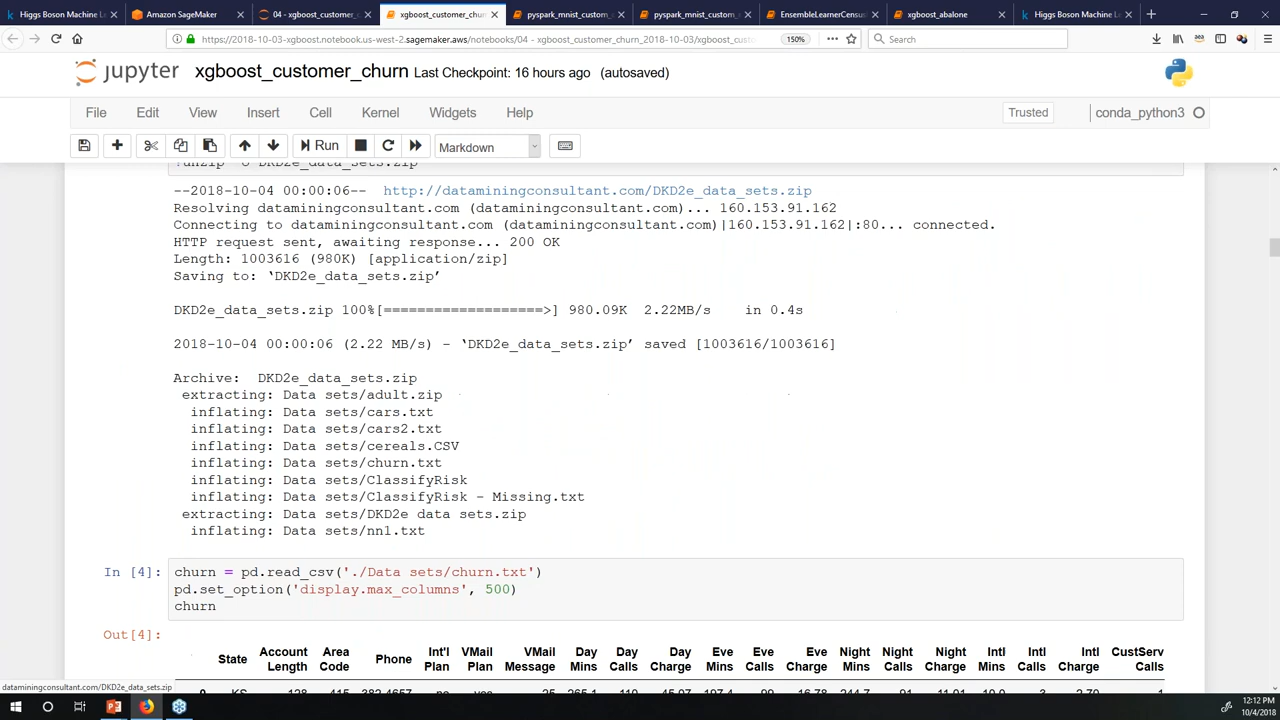 Higgs Boson Machine L
Amazon SageMaker
04 - xgboost_customer_c
xgboost_customer_churn
pyspark_mnist_custom_
pyspark_mnist_custom_
EnsembleLearnerCensus
xgboost_abalone
Higgs Boson Machine L
https://2018-10-03-xgboost.notebook.us-west-2.sagemaker.aws/notebooks/04 - xgboost_customer_churn_2018-10-03/xgboost_custo
150%
Search
jupyter xgboost_customer_churn Last Checkpoint: 16 hours ago (autosaved)
File Edit View Insert Cell Kernel Widgets Help
Trusted
conda_python3
Run
Markdown
--2018-10-04 00:00:06-- http://dataminingconsultant.com/DKD2e_data_sets.zip
Resolving dataminingconsultant.com (dataminingconsultant.com)... 160.153.91.162
Connecting to dataminingconsultant.com (dataminingconsultant.com)|160.153.91.162|:80... connected.
HTTP request sent, awaiting response... 200 OK
Length: 1003616 (980K) [application/zip]
Saving to: ‘DKD2e_data_sets.zip’
DKD2e_data_sets.zip 100%[===================>] 980.09K 2.22MB/s in 0.4s
2018-10-04 00:00:06 (2.22 MB/s) - ‘DKD2e_data_sets.zip’ saved [1003616/1003616]
Archive: DKD2e_data_sets.zip
extracting: Data sets/adult.zip
inflating: Data sets/cars.txt
inflating: Data sets/cars2.txt
inflating: Data sets/cereals.CSV
inflating: Data sets/churn.txt
inflating: Data sets/ClassifyRisk
inflating: Data sets/ClassifyRisk - Missing.txt
extracting: Data sets/DKD2e data sets.zip
inflating: Data sets/nn1.txt
In [4]: churn = pd.read_csv('./Data sets/churn.txt')
pd.set_option('display.max_columns', 500)
churn
Out[4]:
State Account Length Area Code Phone Int'l Plan VMail Plan VMail Message Day Mins Day Calls Day Charge Eve Mins Eve Calls Eve Charge Night Mins Night Calls Night Charge Intl Mins Intl Calls Intl Charge CustServ Calls
dataminingconsultant.com/DKD2e_data_sets.zip
12:12 PM
10/4/2018